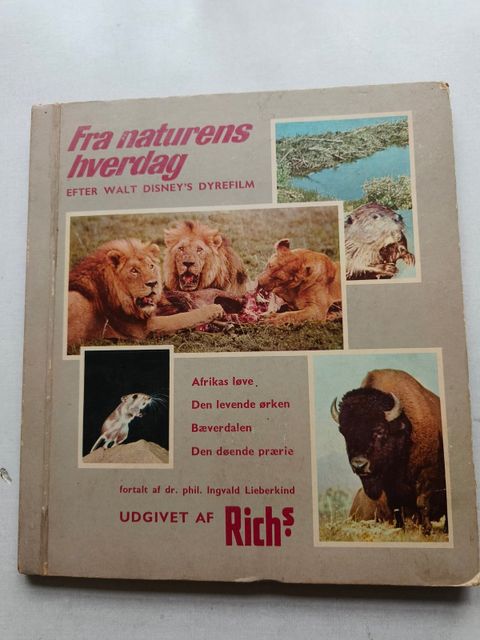 Fra naturens
hverdag
EFTER WALT DISNEY'S DYREFILM
Afrikas løve
Den levende ørken
Bæverdalen
Den døende prærie
fortalt af dr. phil. Ingvald Lieberkind
UDGIVET AF Richs.